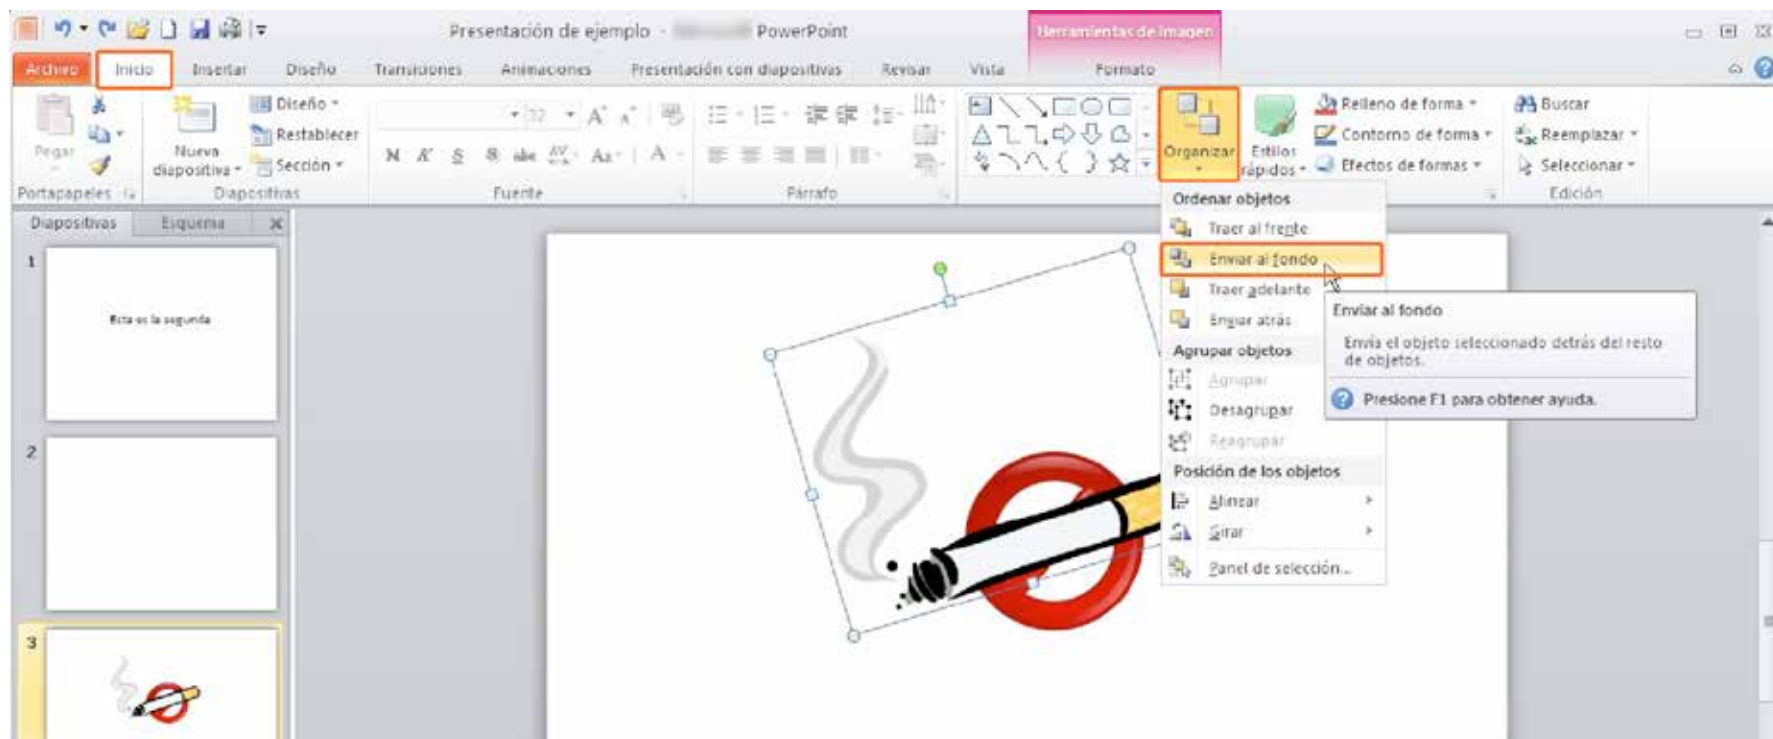 Presentación de ejemplo - PowerPoint
Herramientas de imagen
Archivo Inicio Insertar Diseño Transiciones Animaciones Presentación con diapositivas Revisar Vista Formato
Pegar
Nueva diapositiva
Diseño
Restablecer
Sección
32
N K S S abc AV Aa A
Organizar
Estilos rápidos
Relleno de forma
Contorno de forma
Efectos de formas
Buscar
Reemplazar
Seleccionar
Portapapeles Diapositivas Fuente Párrafo Edición
Diapositivas Esquema
1
Esta es la segunda
2
3
Ordenar objetos
Traer al frente
Enviar al fondo
Traer adelante
Enviar atrás
Agrupar objetos
Agrupar
Desagrupar
Reagrupar
Posición de los objetos
Alinear
Girar
Panel de selección...
Enviar al fondo
Envía el objeto seleccionado detrás del resto
de objetos.
Presione F1 para obtener ayuda.